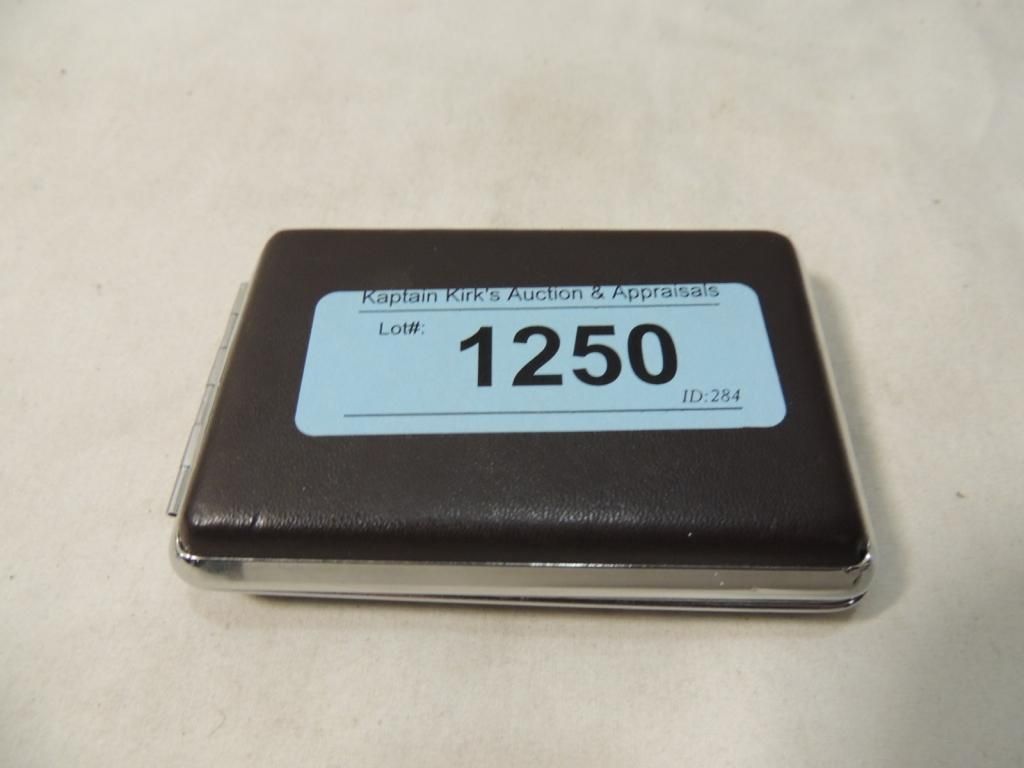 Kaptain Kirk's Auction & Appraisals
Lot#:
1250
ID:284